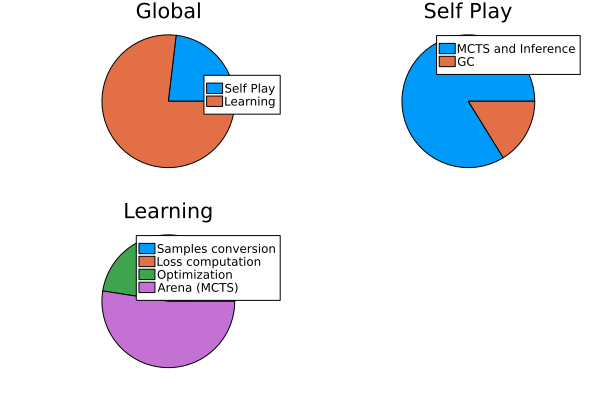 Global
Self Play
Learning
Self Play
MCTS and Inference
GC
Learning
Samples conversion
Loss computation
Optimization
Arena (MCTS)